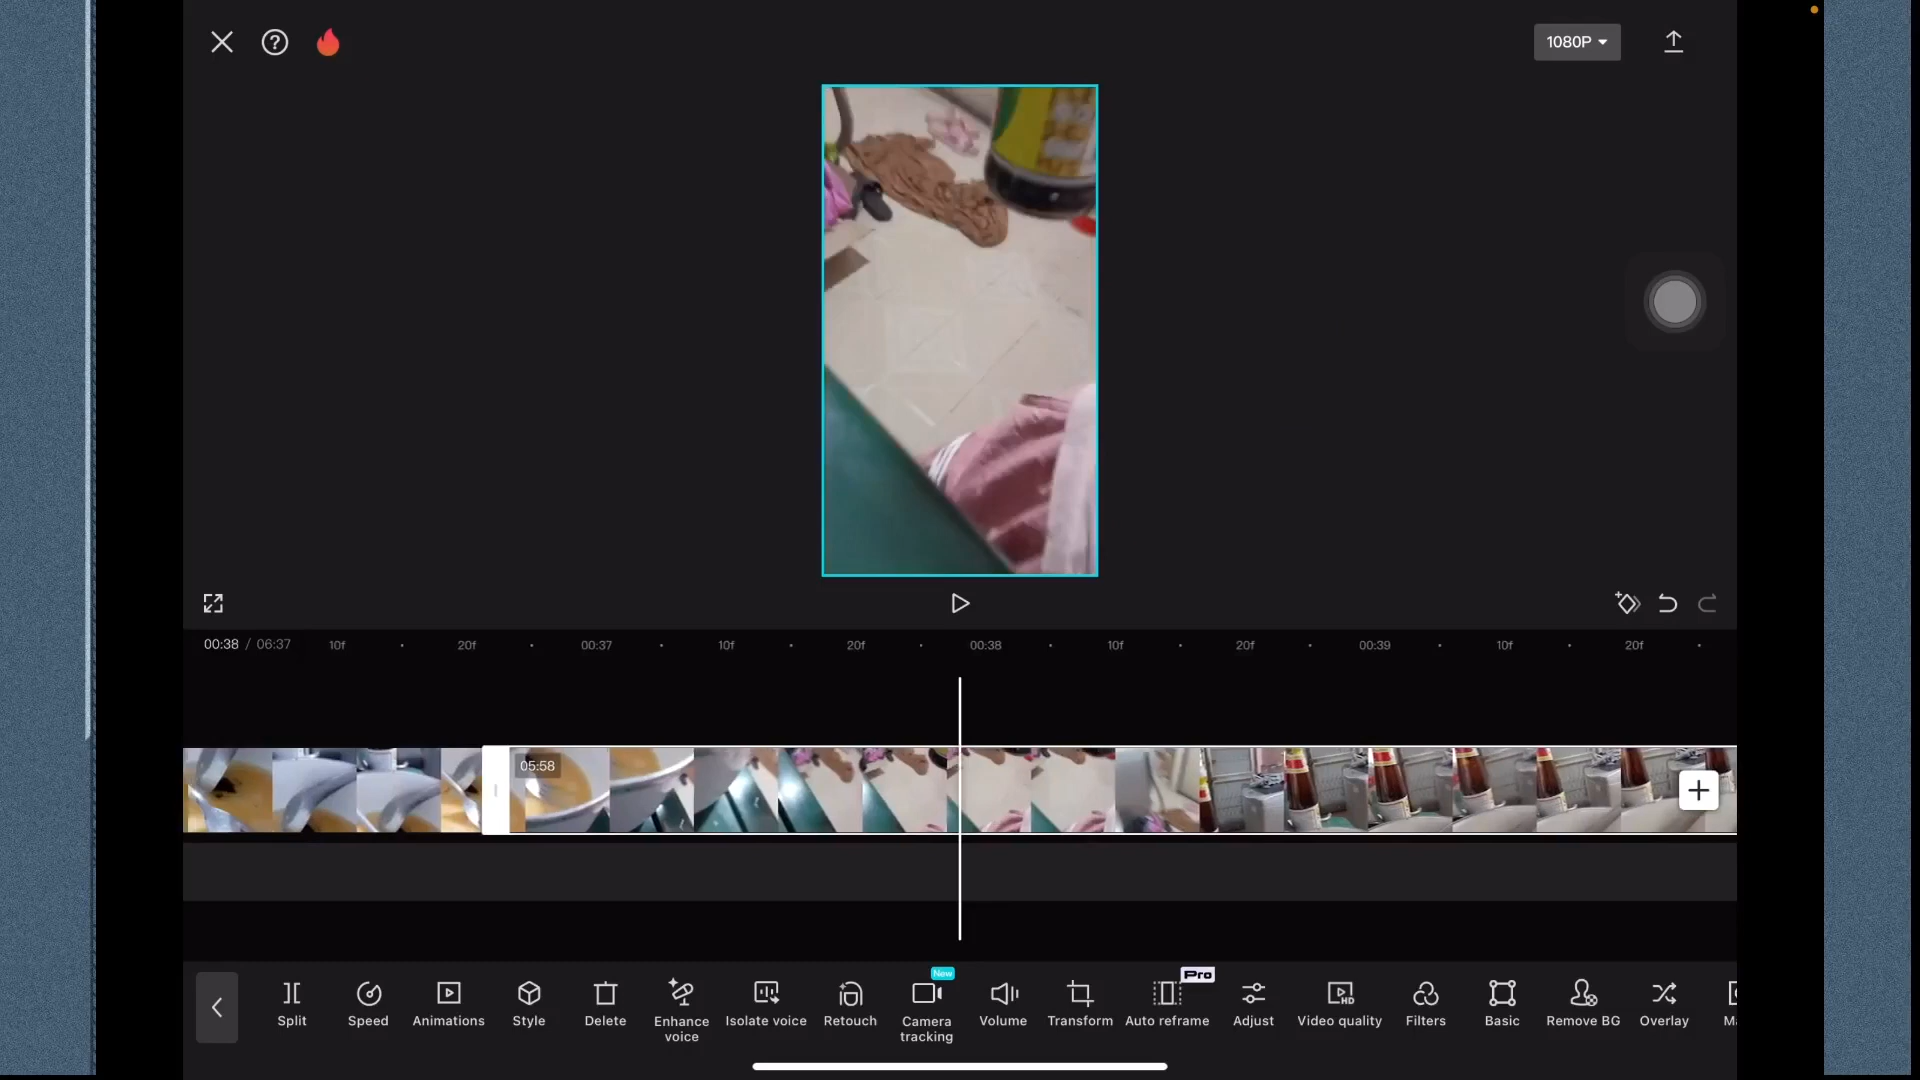 1080P
00:38 / 06:37
10f
20f
00:37
10f
20f
00:38
10f
20f
00:39
10f
20f
05:58
New
Pro
Split
Speed
Animations
Style
Delete
Enhance voice
Isolate voice
Retouch
Camera tracking
Volume
Transform
Auto reframe
Adjust
Video quality
Filters
Basic
Remove BG
Overlay